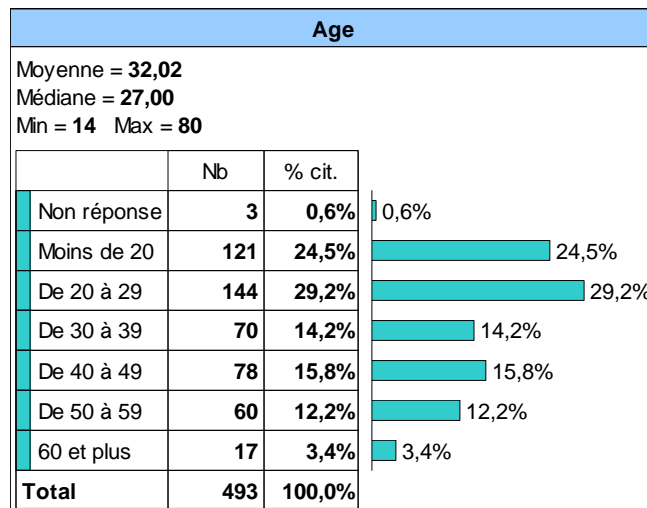 Age
Moyenne = 32,02
Médiane = 27,00
Min = 14 Max = 80
Nb % cit.
Non réponse 3 0,6% 0,6%
Moins de 20 121 24,5% 24,5%
De 20 à 29 144 29,2% 29,2%
De 30 à 39 70 14,2% 14,2%
De 40 à 49 78 15,8% 15,8%
De 50 à 59 60 12,2% 12,2%
60 et plus 17 3,4% 3,4%
Total 493 100,0%